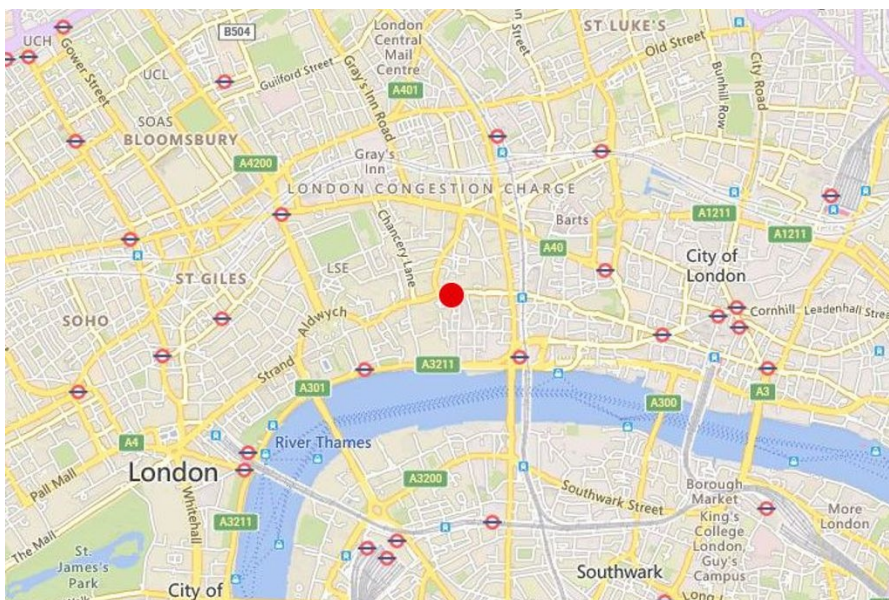 UCH
B504
London
Central
Mail
Centre
ST LUKE'S
Old Street
Gower Street
UCL
Guilford Street
A401
Gray's Inn Road
Bunhill Row
City Road
SOAS
BLOOMSBURY
A4200
Gray's
Inn
LONDON CONGESTION CHARGE
Chancery Lane
Barts
A40
A1211
A1211
City of
London
ST GILES
LSE
SOHO
Aldwych
Cornhill
Leadenhall
Strand
A3211
A301
A300
A3
A4
River Thames
London
Pall Mall
Whitehall
A3211
A3200
Southwark Street
Borough
Market
King's
College
London,
Guy's
Campus
More
London
The Mall
St.
James's
Park
City of
Southwark